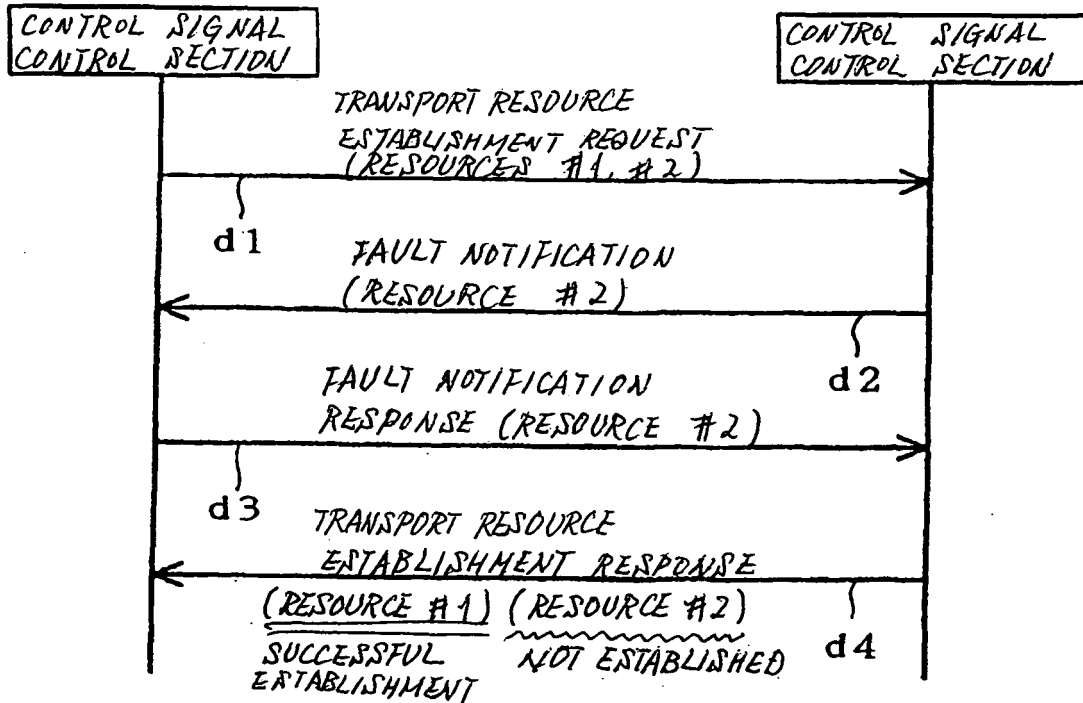 CONTROL SIGNAL
CONTROL SECTION
CONTROL SIGNAL
CONTROL SECTION
TRANSPORT RESOURCE
ESTABLISHMENT REQUEST
(RESOURCES #1, #2)
d1
FAULT NOTIFICATION
(RESOURCE #2)
d2
FAULT NOTIFICATION
RESPONSE (RESOURCE #2)
d3
TRANSPORT RESOURCE
ESTABLISHMENT RESPONSE
(RESOURCE #1) (RESOURCE #2)
d4
SUCCESSFUL
ESTABLISHMENT
NOT ESTABLISHED